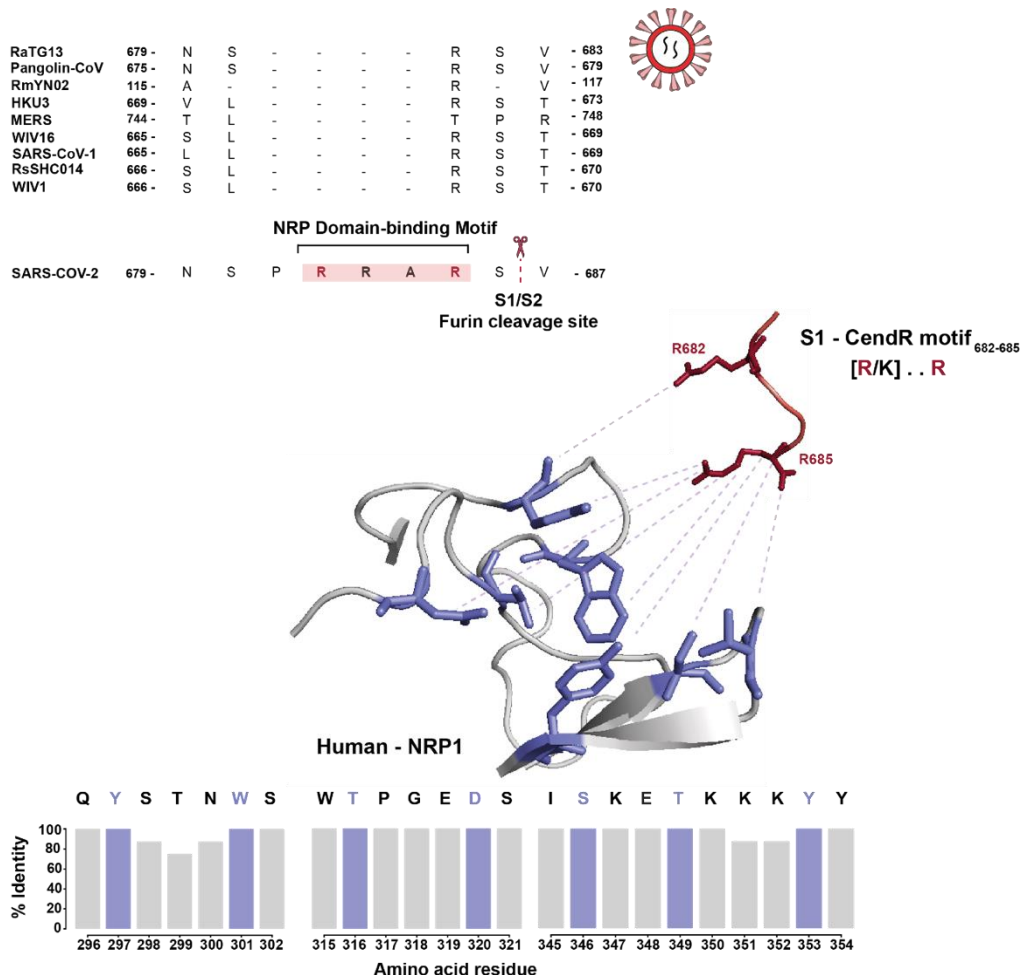 RaTG13 679 - N S - - - - R S V - 683
Pangolin-CoV 675 - N S - - - - R S V - 679
RmYN02 115 - A - - - - - R - V - 117
HKU3 669 - V L - - - - R S T - 673
MERS 744 - T L - - - - T P R - 748
WIV16 665 - S L - - - - R S T - 669
SARS-CoV-1 665 - L L - - - - R S T - 669
RsSHC014 666 - S L - - - - R S T - 670
WIV1 666 - S L - - - - R S T - 670
NRP Domain-binding Motif
SARS-COV-2 679 - N S P R R A R S V - 687
S1/S2
Furin cleavage site
S1 - CendR motif 682-685
[R/K] . . R
R682
R685
Human - NRP1
Q Y S T N W S W T P G E D S I S K E T K K K Y Y
% Identity
100
80
60
40
20
0
296 297 298 299 300 301 302 315 316 317 318 319 320 321 345 346 347 348 349 350 351 352 353 354
Amino acid residue